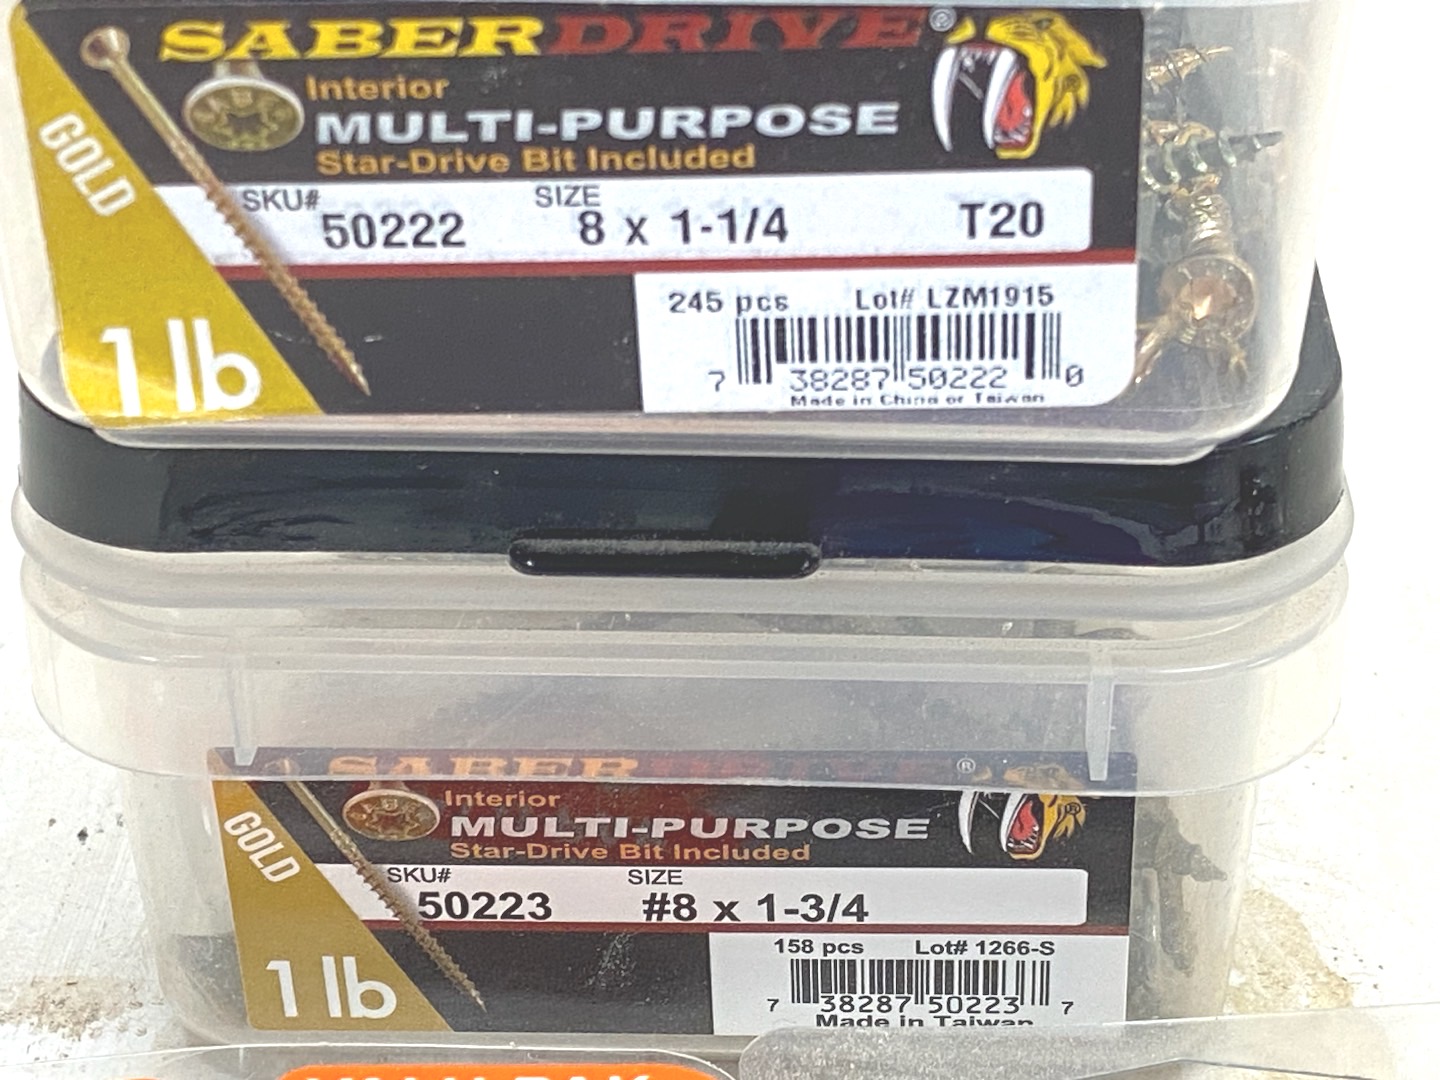 SABERDRIVE®
Interior
MULTI-PURPOSE
Star-Drive Bit Included
GOLD
SKU# 50222 SIZE 8 x 1-1/4 T20
1 lb
245 pcs Lot# LZM1915
7 38287 50222 0
Made in China or Taiwan
SABERDRIVE®
Interior
MULTI-PURPOSE
Star-Drive Bit Included
GOLD
SKU# 50223 SIZE #8 x 1-3/4
1 lb
158 pcs Lot# 1266-S
7 38287 50223 7
Made in Taiwan